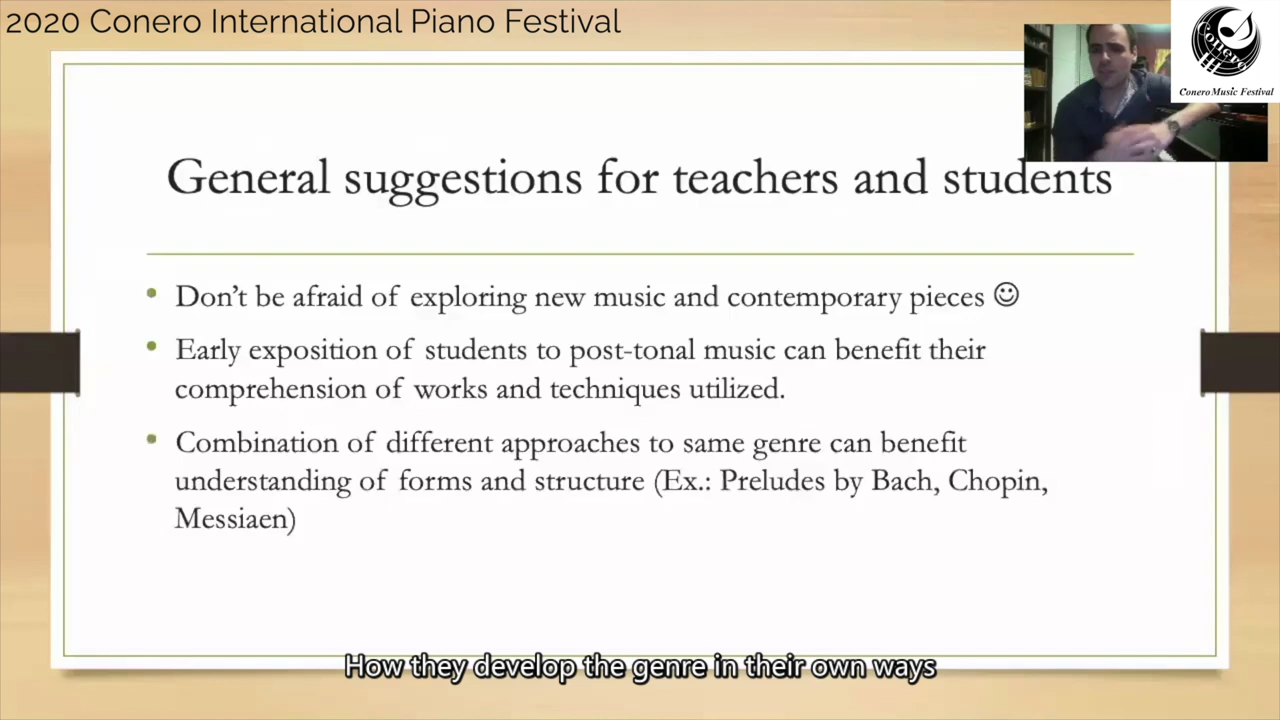 2020 Conero International Piano Festival
Conero
Conero Music Festival
General suggestions for teachers and students
• Don't be afraid of exploring new music and contemporary pieces ☺
• Early exposition of students to post-tonal music can benefit their
comprehension of works and techniques utilized.
• Combination of different approaches to same genre can benefit
understanding of forms and structure (Ex.: Preludes by Bach, Chopin,
Messiaen)
How they develop the genre in their own ways